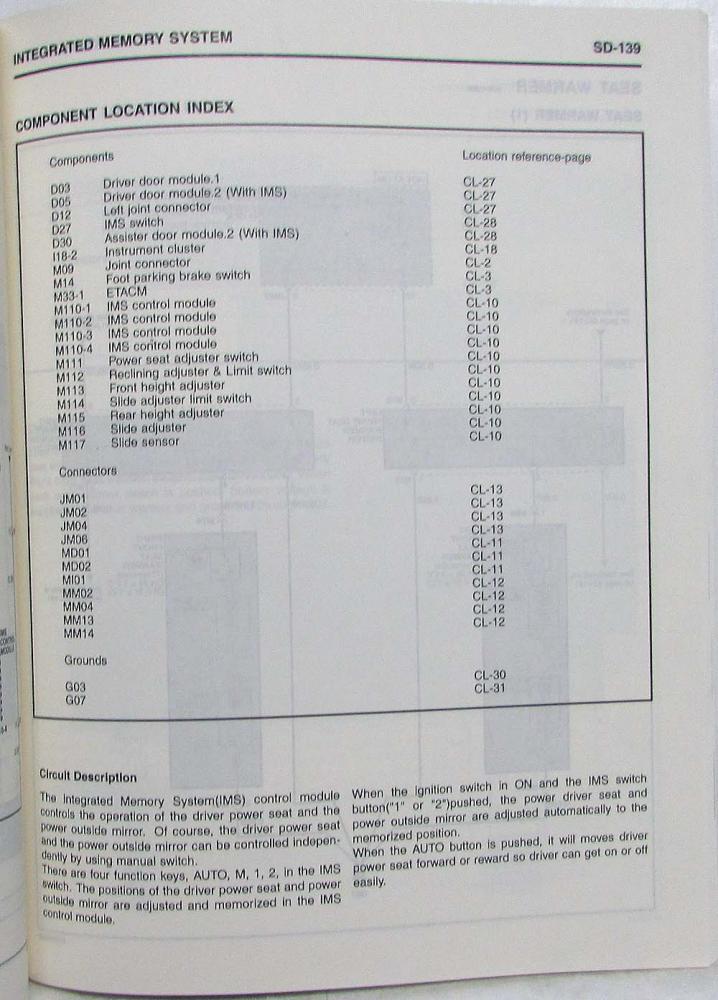 INTEGRATED MEMORY SYSTEM SD-139
COMPONENT LOCATION INDEX
Components Location reference-page
D03 Driver door module.1 CL-27
D05 Driver door module.2 (With IMS) CL-27
D12 Left joint connector CL-27
D27 IMS switch CL-28
D30 Assister door module.2 (With IMS) CL-28
I18-2 Instrument cluster CL-18
M09 Joint connector CL-2
M14 Foot parking brake switch CL-3
M33-1 ETACM CL-3
M110-1 IMS control module CL-10
M110-2 IMS control module CL-10
M110-3 IMS control module CL-10
M110-4 IMS control module CL-10
M111 Power seat adjuster switch CL-10
M112 Reclining adjuster & Limit switch CL-10
M113 Front height adjuster CL-10
M114 Slide adjuster limit switch CL-10
M115 Rear height adjuster CL-10
M116 Slide adjuster CL-10
M117 Slide sensor CL-10
Connectors
JM01 CL-13
JM02 CL-13
JM04 CL-13
JM06 CL-13
MD01 CL-11
MD02 CL-11
MI01 CL-11
MM02 CL-12
MM04 CL-12
MM13 CL-12
MM14 CL-12
Grounds
G03 CL-30
G07 CL-31
Circuit Description
The Integrated Memory System(IMS) control module
controls the operation of the driver power seat and the
power outside mirror. Of course, the driver power seat
and the power outside mirror can be controlled indepen-
dently by using manual switch.
There are four function keys, AUTO, M, 1, 2, in the IMS
switch. The positions of the driver power seat and power
outside mirror are adjusted and memorized in the IMS
control module.
When the ignition switch in ON and the IMS switch
button("1" or "2")pushed, the power driver seat and
power outside mirror are adjusted automatically to the
memorized position.
When the AUTO button is pushed, it will moves driver
power seat forward or reward so driver can get on or off
easily.